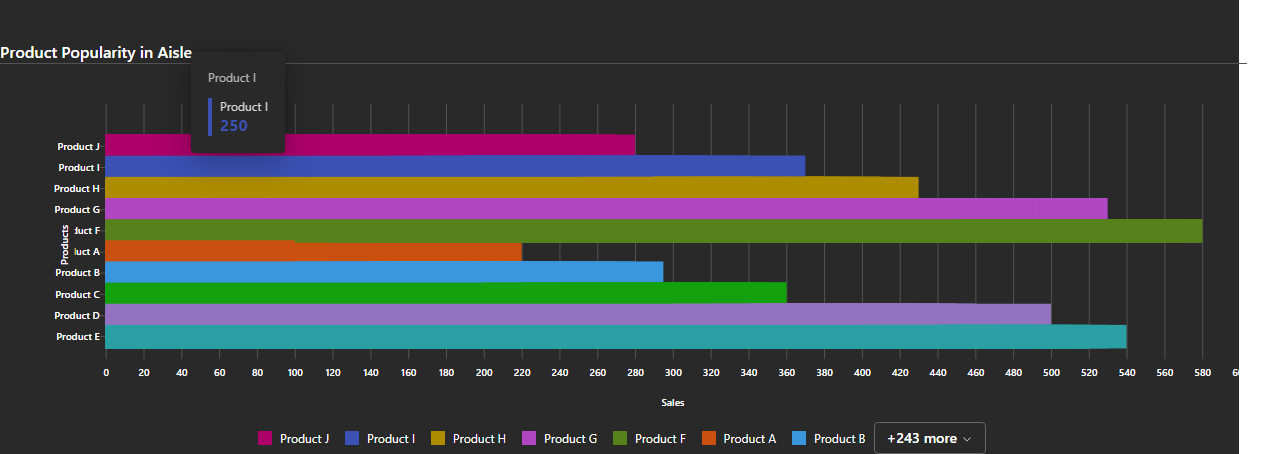 Product Popularity in Aisle
Product I
Product I
250
Product J
Product I
Product H
Product G
duct F
duct A
Product B
Product C
Product D
Product E
Products
0 20 40 60 80 100 120 140 160 180 200 220 240 260 280 300 320 340 360 380 400 420 440 460 480 500 520 540 560 580
Sales
Product J Product I Product H Product G Product F Product A Product B +243 more